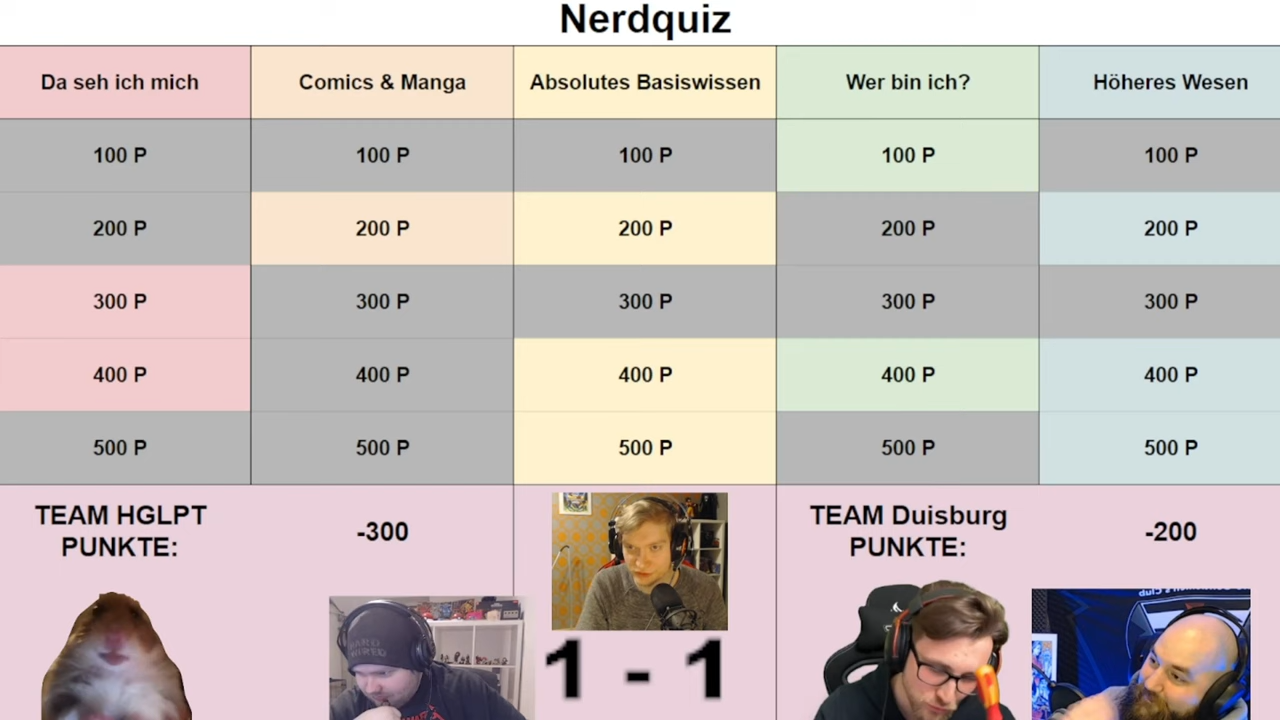 Nerdquiz
Da seh ich mich Comics & Manga Absolutes Basiswissen Wer bin ich? Höheres Wesen
100 P 100 P 100 P 100 P 100 P
200 P 200 P 200 P 200 P 200 P
300 P 300 P 300 P 300 P 300 P
400 P 400 P 400 P 400 P 400 P
500 P 500 P 500 P 500 P 500 P
TEAM HGLPT
PUNKTE:
-300
TEAM Duisburg
PUNKTE:
-200
HARD
WIRED
1 - 1